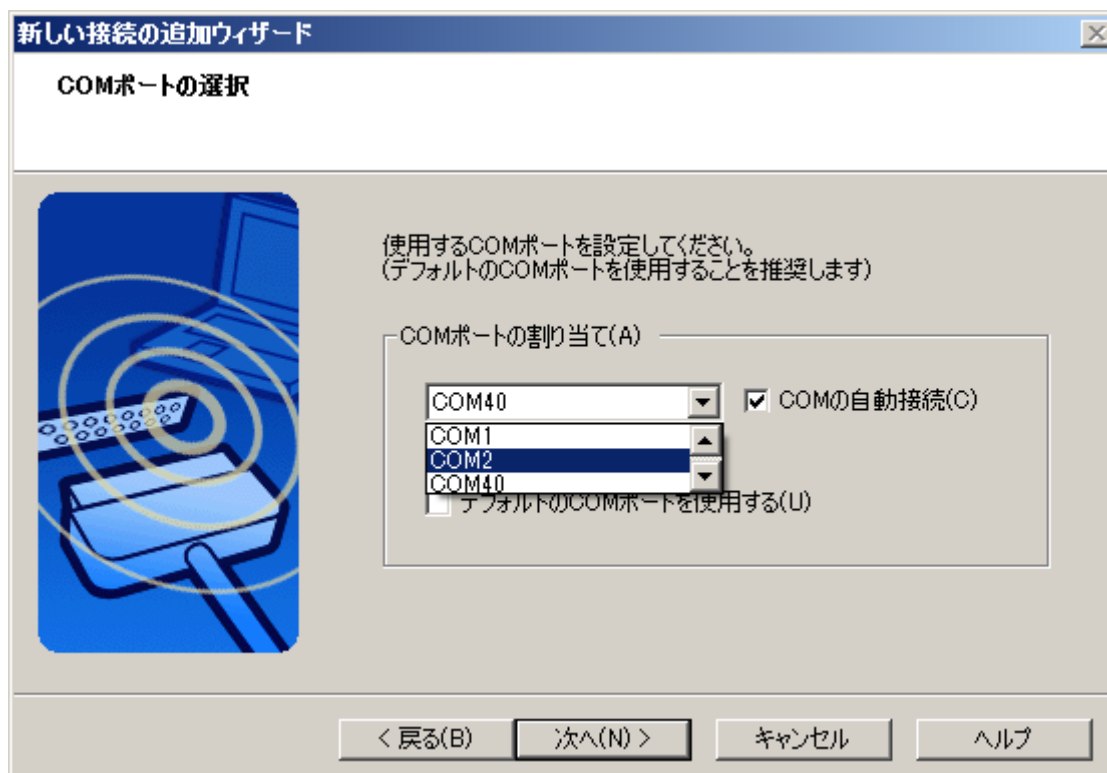 新しい接続の追加ウィザード
COMポートの選択
使用するCOMポートを設定してください。
(デフォルトのCOMポートを使用することを推奨します)
COMポートの割り当て(A)
COM40
COMの自動接続(C)
COM1
COM2
COM40
デフォルトのCOMポートを使用する(U)
< 戻る(B)
次へ(N) >
キャンセル
ヘルプ